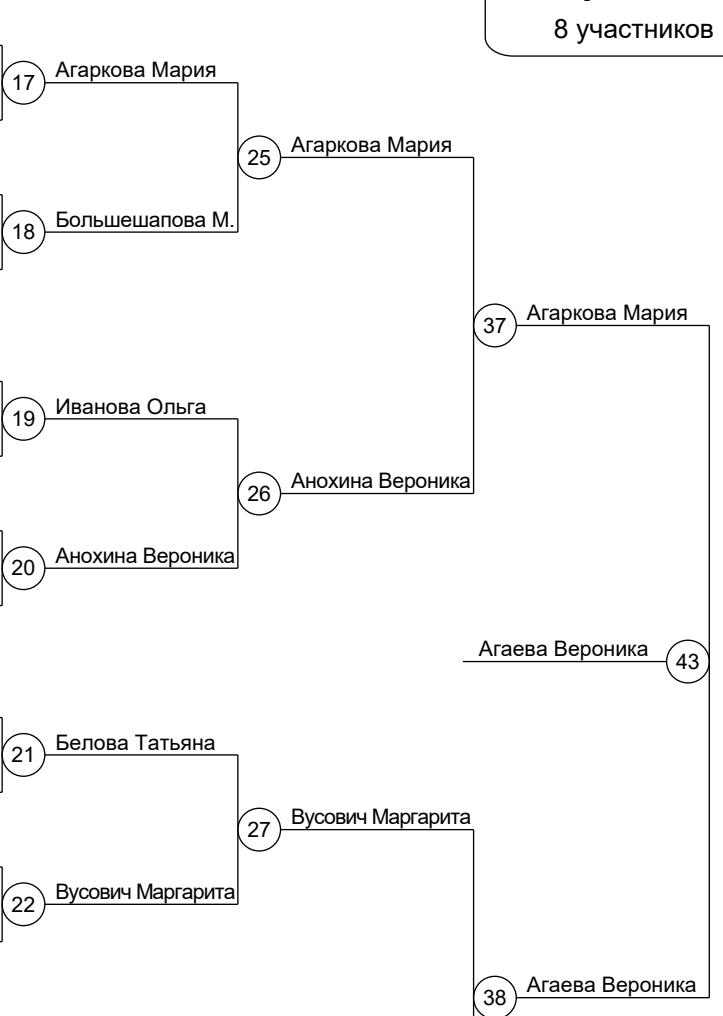 8 участников
17 Агаркова Мария
25 Агаркова Мария
18 Большешапова М.
37 Агаркова Мария
19 Иванова Ольга
26 Анохина Вероника
20 Анохина Вероника
Агаева Вероника 43
21 Белова Татьяна
27 Вусович Маргарита
22 Вусович Маргарита
38 Агаева Вероника